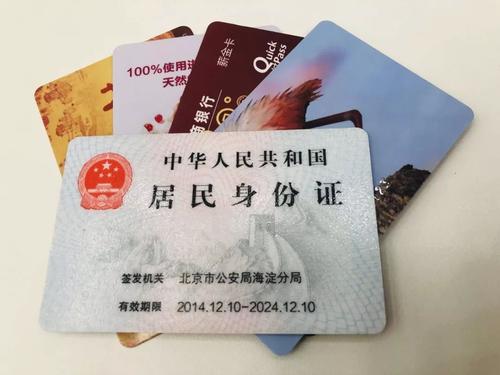 100%使用进
天然
薪金卡
Quick
Pass
商银行
中华人民共和国
居民身份证
签发机关 北京市公安局海淀分局
有效期限 2014.12.10-2024.12.10